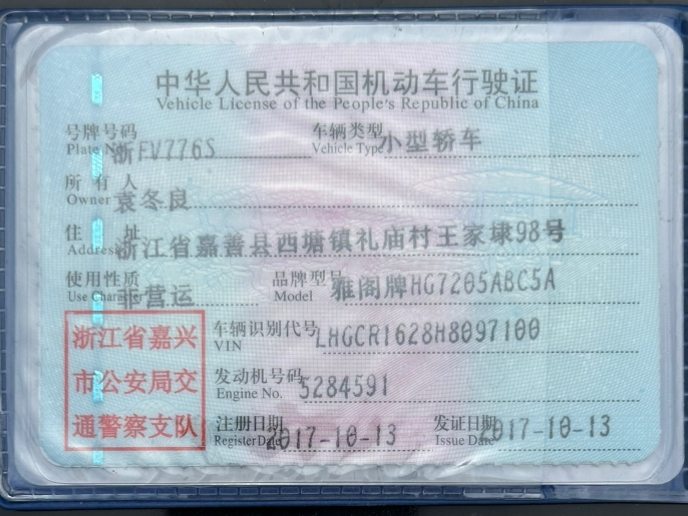 中华人民共和国机动车行驶证
Vehicle License of the People's Republic of China
号牌号码 浙FV776S 车辆类型 小型轿车
Plate No. Vehicle Type
所有人 袁冬良
Owner
住址 浙江省嘉善县西塘镇礼庙村王家埭98号
Address
使用性质 非营运 品牌型号 雅阁牌HG7205ABC5A
Use Character Model
浙江省嘉兴
市公安局交
通警察支队
车辆识别代号 LHGCR1628H8097100
VIN
发动机号码 5284591
Engine No.
注册日期 2017-10-13 发证日期 2017-10-13
Register Date Issue Date